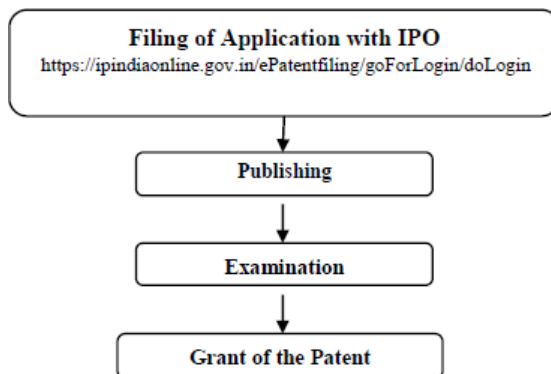 Filing of Application with IPO
https://ipindiaonline.gov.in/ePatentfiling/goForLogin/doLogin
Publishing
Examination
Grant of the Patent